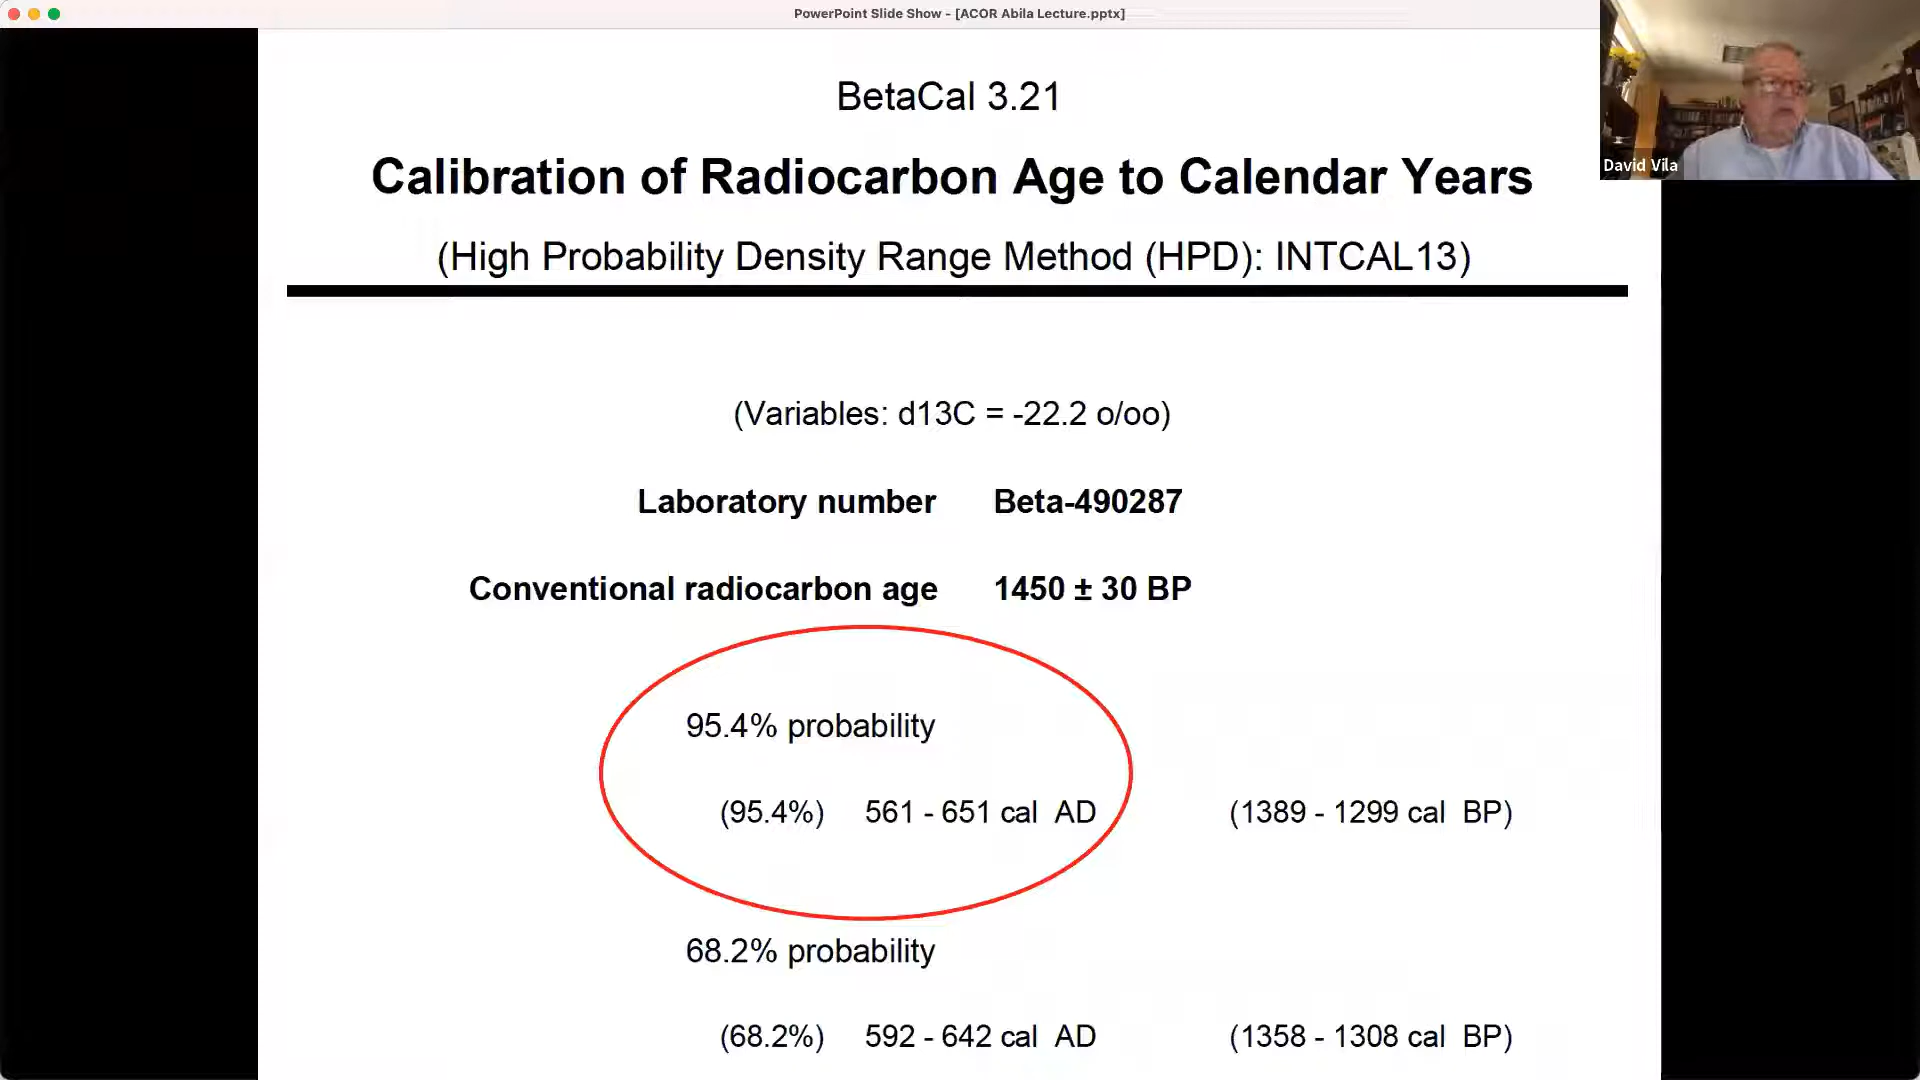 PowerPoint Slide Show - [ACOR Abila Lecture.pptx]
BetaCal 3.21
Calibration of Radiocarbon Age to Calendar Years
(High Probability Density Range Method (HPD): INTCAL13)
David Vila
(Variables: d13C = -22.2 o/oo)
Laboratory number Beta-490287
Conventional radiocarbon age 1450 ± 30 BP
95.4% probability
(95.4%) 561 - 651 cal AD (1389 - 1299 cal BP)
68.2% probability
(68.2%) 592 - 642 cal AD (1358 - 1308 cal BP)